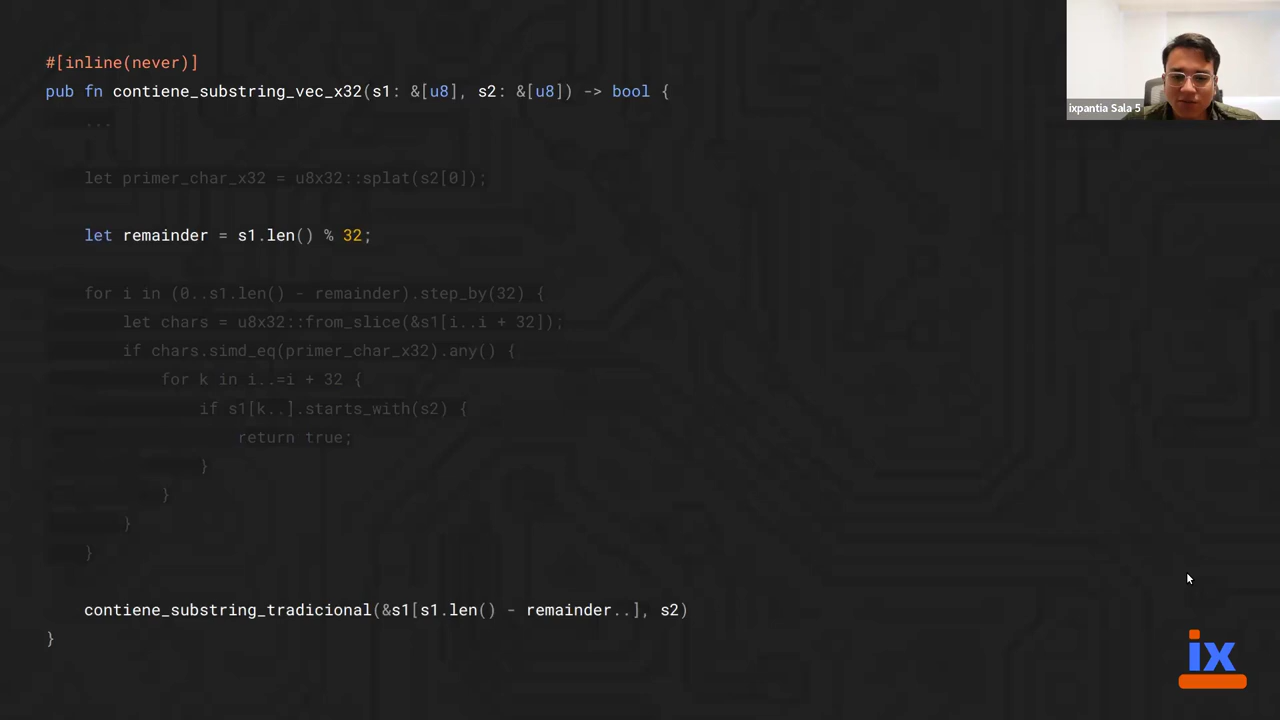 #[inline(never)]
pub fn contiene_substring_vec_x32(s1: &[u8], s2: &[u8]) -> bool {
...
let primer_char_x32 = u8x32::splat(s2[0]);
let remainder = s1.len() % 32;
for i in (0..s1.len() - remainder).step_by(32) {
let chars = u8x32::from_slice(&s1[i..i + 32]);
if chars.simd_eq(primer_char_x32).any() {
for k in i..=i + 32 {
if s1[k..].starts_with(s2) {
return true;
}
}
}
}
contiene_substring_tradicional(&s1[s1.len() - remainder..], s2)
}
ixpantia Sala 5
ix